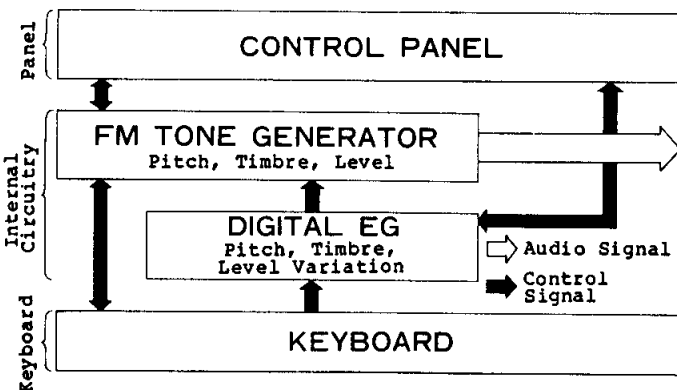 Panel
CONTROL PANEL
Internal
Circuitry
FM TONE GENERATOR
Pitch, Timbre, Level
DIGITAL EG
Pitch, Timbre,
Level Variation
Audio Signal
Control
Signal
Keyboard
KEYBOARD